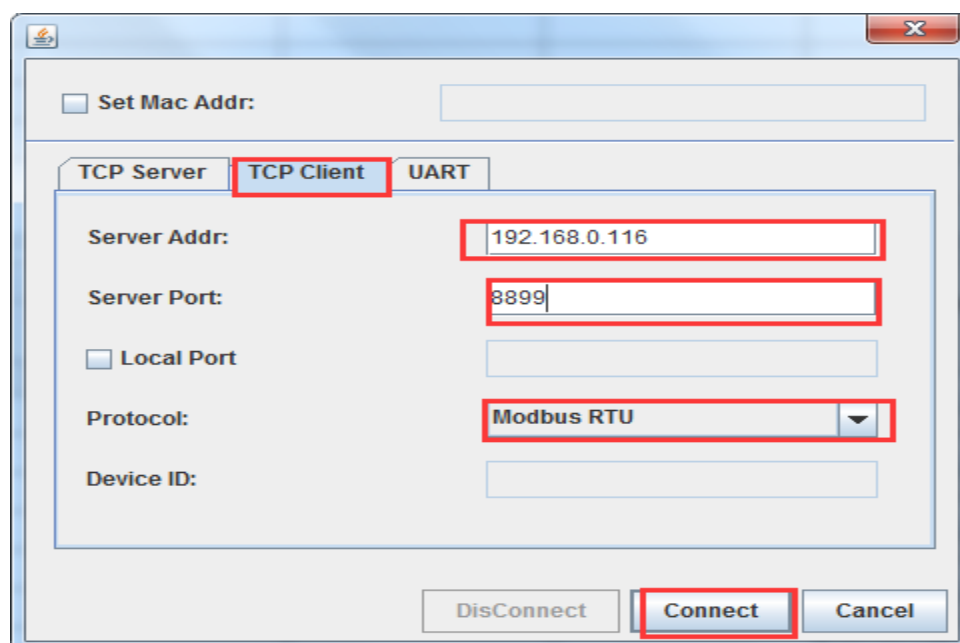 Set Mac Addr:
TCP Server TCP Client UART
Server Addr: 192.168.0.116
Server Port: 8899
Local Port
Protocol: Modbus RTU
Device ID:
DisConnect Connect Cancel